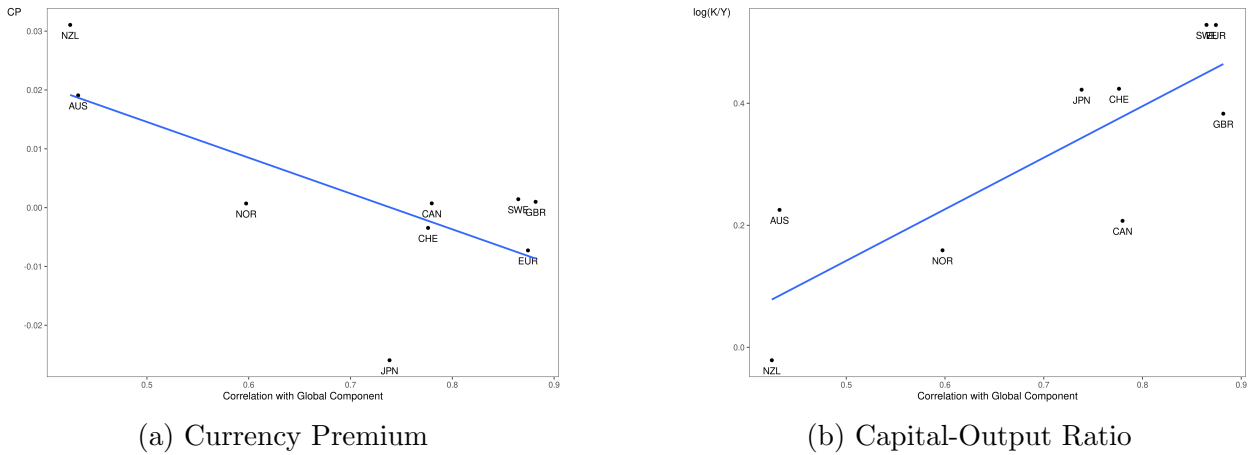 CP
0.03
0.02
0.01
0.00
-0.01
-0.02
NZL
AUS
NOR
CAN
CHE
SWE
GBR
EUR
JPN
0.5 0.6 0.7 0.8 0.9
Correlation with Global Component
(a) Currency Premium
log(K/Y)
0.4
0.2
0.0
SWE
EUR
JPN
CHE
GBR
AUS
CAN
NOR
NZL
0.5 0.6 0.7 0.8 0.9
Correlation with Global Component
(b) Capital-Output Ratio